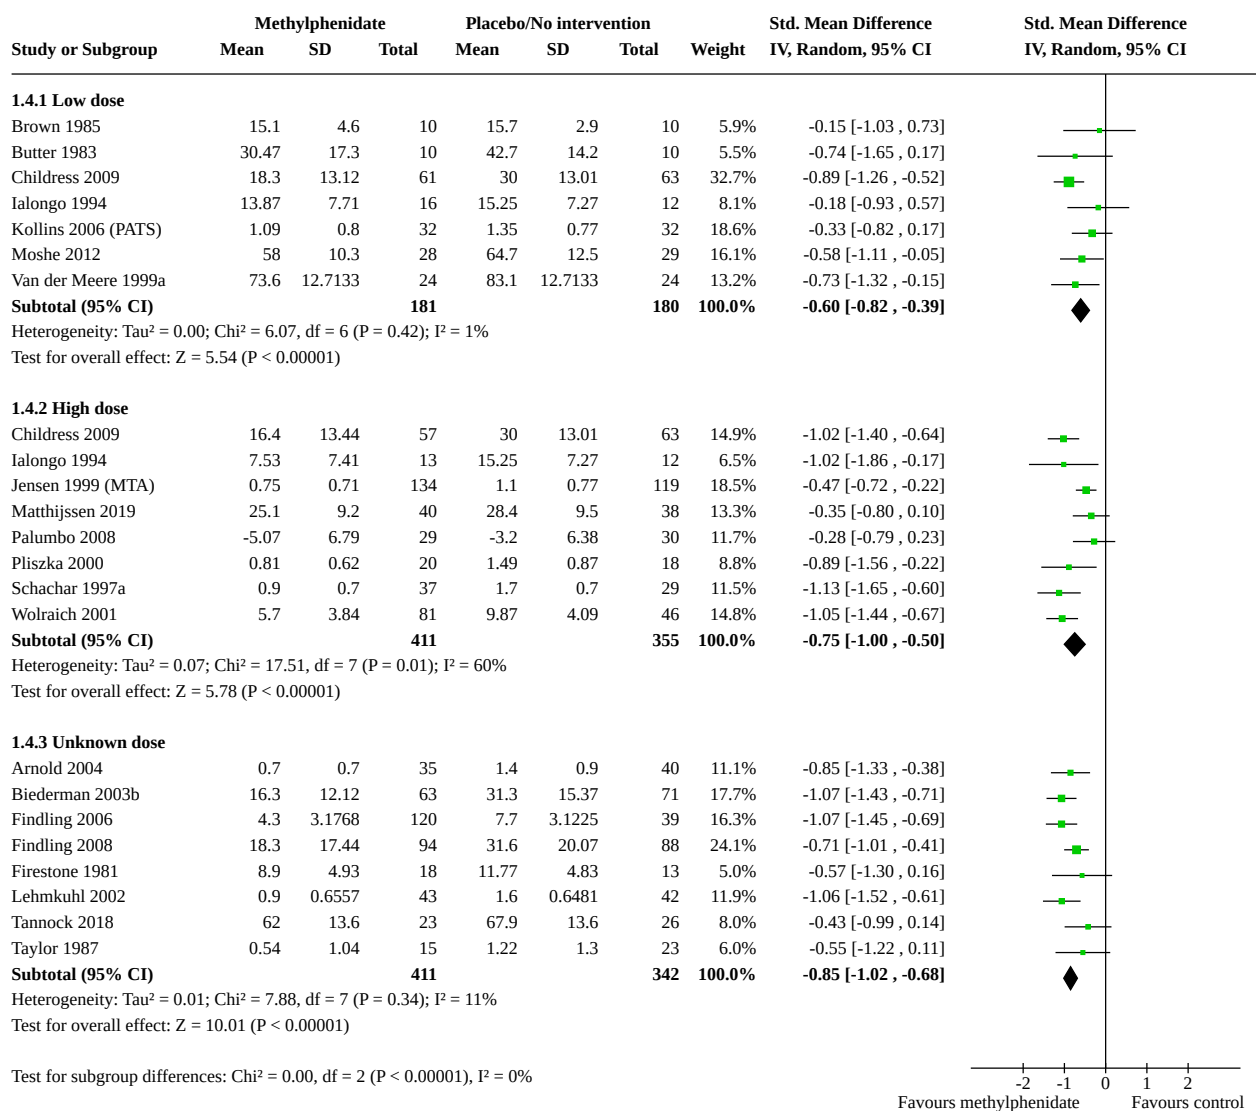 Methylphenidate Placebo/No intervention Std. Mean Difference Std. Mean Difference
Study or Subgroup Mean SD Total Mean SD Total Weight IV, Random, 95% CI IV, Random, 95% CI
1.4.1 Low dose
Brown 1985 15.1 4.6 10 15.7 2.9 10 5.9% -0.15 [-1.03 , 0.73]
Butter 1983 30.47 17.3 10 42.7 14.2 10 5.5% -0.74 [-1.65 , 0.17]
Childress 2009 18.3 13.12 61 30 13.01 63 32.7% -0.89 [-1.26 , -0.52]
Ialongo 1994 13.87 7.71 16 15.25 7.27 12 8.1% -0.18 [-0.93 , 0.57]
Kollins 2006 (PATS) 1.09 0.8 32 1.35 0.77 32 18.6% -0.33 [-0.82 , 0.17]
Moshe 2012 58 10.3 28 64.7 12.5 29 16.1% -0.58 [-1.11 , -0.05]
Van der Meere 1999a 73.6 12.7133 24 83.1 12.7133 24 13.2% -0.73 [-1.32 , -0.15]
Subtotal (95% CI) 181 180 100.0% -0.60 [-0.82 , -0.39]
Heterogeneity: Tau² = 0.00; Chi² = 6.07, df = 6 (P = 0.42); I² = 1%
Test for overall effect: Z = 5.54 (P < 0.00001)
1.4.2 High dose
Childress 2009 16.4 13.44 57 30 13.01 63 14.9% -1.02 [-1.40 , -0.64]
Ialongo 1994 7.53 7.41 13 15.25 7.27 12 6.5% -1.02 [-1.86 , -0.17]
Jensen 1999 (MTA) 0.75 0.71 134 1.1 0.77 119 18.5% -0.47 [-0.72 , -0.22]
Matthijssen 2019 25.1 9.2 40 28.4 9.5 38 13.3% -0.35 [-0.80 , 0.10]
Palumbo 2008 -5.07 6.79 29 -3.2 6.38 30 11.7% -0.28 [-0.79 , 0.23]
Pliszka 2000 0.81 0.62 20 1.49 0.87 18 8.8% -0.89 [-1.56 , -0.22]
Schachar 1997a 0.9 0.7 37 1.7 0.7 29 11.5% -1.13 [-1.65 , -0.60]
Wolraich 2001 5.7 3.84 81 9.87 4.09 46 14.8% -1.05 [-1.44 , -0.67]
Subtotal (95% CI) 411 355 100.0% -0.75 [-1.00 , -0.50]
Heterogeneity: Tau² = 0.07; Chi² = 17.51, df = 7 (P = 0.01); I² = 60%
Test for overall effect: Z = 5.78 (P < 0.00001)
1.4.3 Unknown dose
Arnold 2004 0.7 0.7 35 1.4 0.9 40 11.1% -0.85 [-1.33 , -0.38]
Biederman 2003b 16.3 12.12 63 31.3 15.37 71 17.7% -1.07 [-1.43 , -0.71]
Findling 2006 4.3 3.1768 120 7.7 3.1225 39 16.3% -1.07 [-1.45 , -0.69]
Findling 2008 18.3 17.44 94 31.6 20.07 88 24.1% -0.71 [-1.01 , -0.41]
Firestone 1981 8.9 4.93 18 11.77 4.83 13 5.0% -0.57 [-1.30 , 0.16]
Lehmkuhl 2002 0.9 0.6557 43 1.6 0.6481 42 11.9% -1.06 [-1.52 , -0.61]
Tannock 2018 62 13.6 23 67.9 13.6 26 8.0% -0.43 [-0.99 , 0.14]
Taylor 1987 0.54 1.04 15 1.22 1.3 23 6.0% -0.55 [-1.22 , 0.11]
Subtotal (95% CI) 411 342 100.0% -0.85 [-1.02 , -0.68]
Heterogeneity: Tau² = 0.01; Chi² = 7.88, df = 7 (P = 0.34); I² = 11%
Test for overall effect: Z = 10.01 (P < 0.00001)
Test for subgroup differences: Chi² = 0.00, df = 2 (P < 0.00001), I² = 0%
-2 -1 0 1 2
Favours methylphenidate Favours control